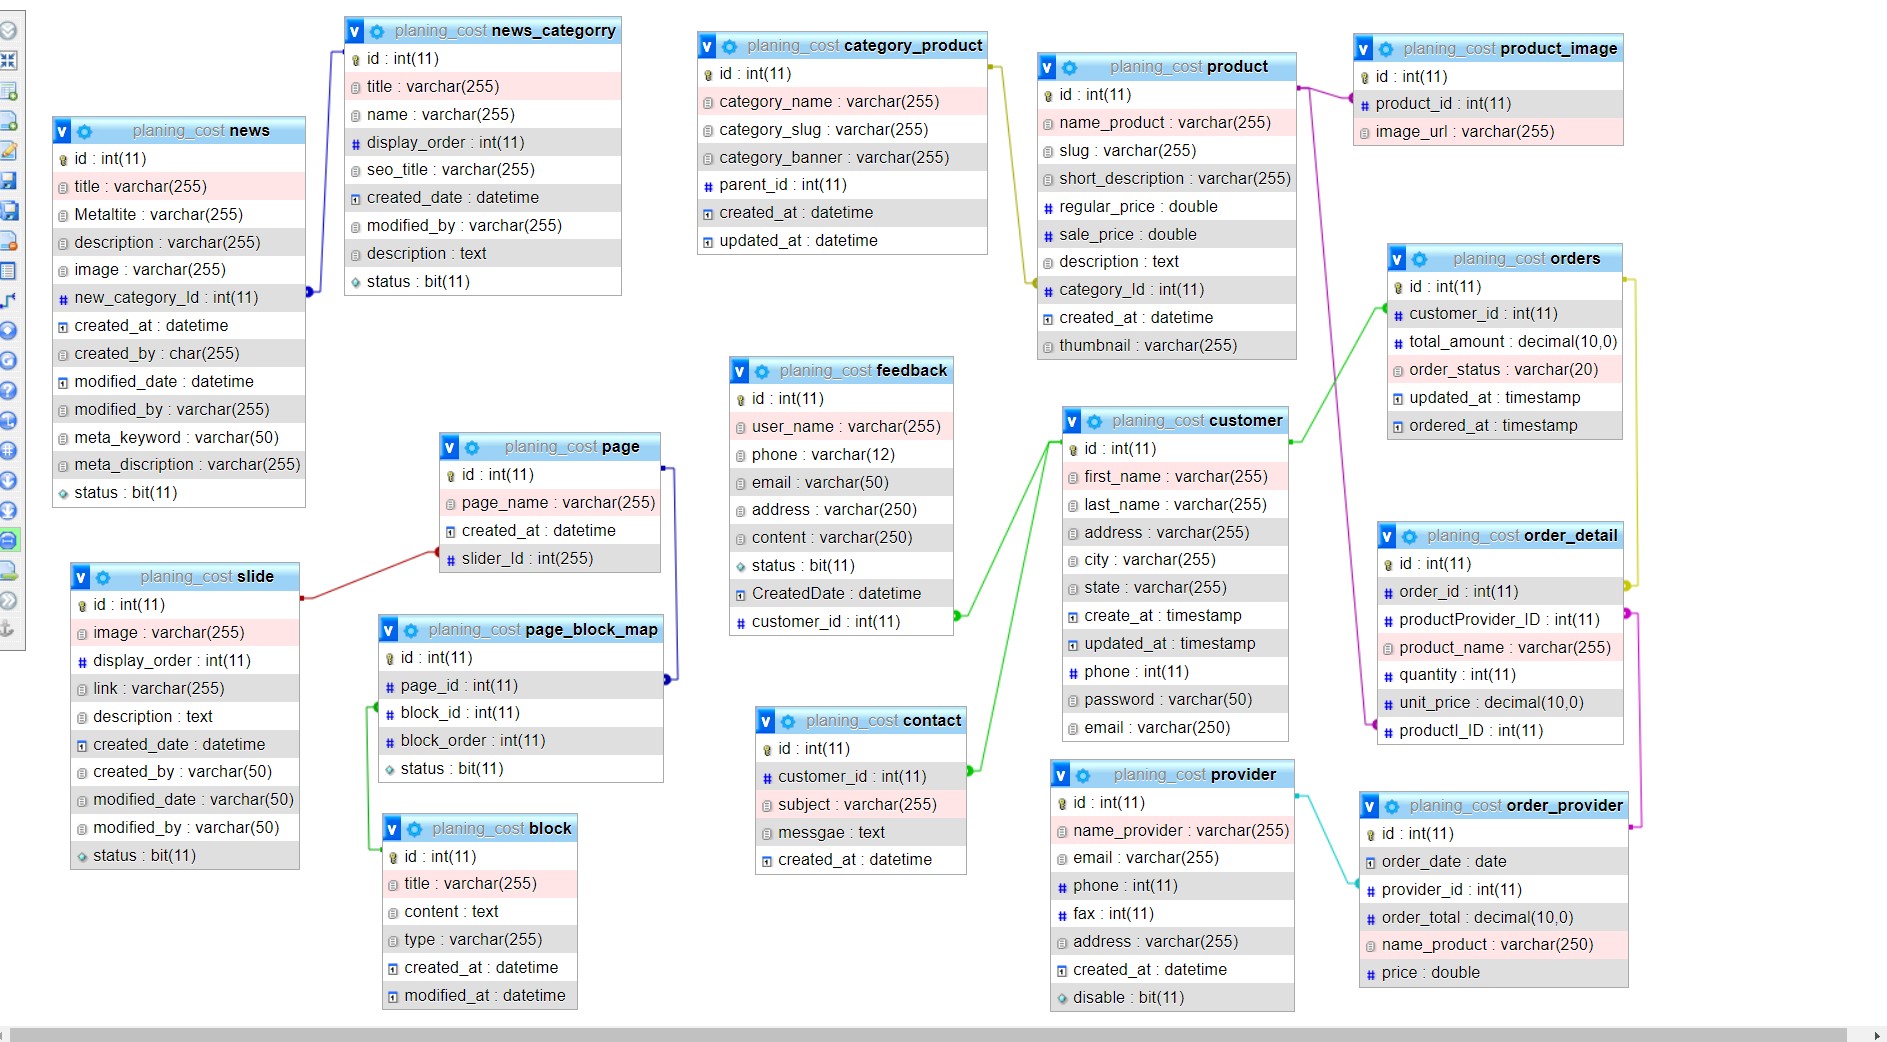 planing_cost news_categorry
id : int(11)
title : varchar(255)
name : varchar(255)
display_order : int(11)
seo_title : varchar(255)
created_date : datetime
modified_by : varchar(255)
description : text
status : bit(11)
planing_cost category_product
id : int(11)
category_name : varchar(255)
category_slug : varchar(255)
category_banner : varchar(255)
parent_id : int(11)
created_at : datetime
updated_at : datetime
planing_cost product
id : int(11)
name_product : varchar(255)
slug : varchar(255)
short_description : varchar(255)
regular_price : double
sale_price : double
description : text
category_Id : int(11)
created_at : datetime
thumbnail : varchar(255)
planing_cost product_image
id : int(11)
product_id : int(11)
image_url : varchar(255)
planing_cost news
id : int(11)
title : varchar(255)
Metaltite : varchar(255)
description : varchar(255)
image : varchar(255)
new_category_Id : int(11)
created_at : datetime
created_by : char(255)
modified_date : datetime
modified_by : varchar(255)
meta_keyword : varchar(50)
meta_discription : varchar(255)
status : bit(11)
planing_cost orders
id : int(11)
customer_id : int(11)
total_amount : decimal(10,0)
order_status : varchar(20)
updated_at : timestamp
ordered_at : timestamp
planing_cost feedback
id : int(11)
user_name : varchar(255)
phone : varchar(12)
email : varchar(50)
address : varchar(250)
content : varchar(250)
status : bit(11)
CreatedDate : datetime
customer_id : int(11)
planing_cost customer
id : int(11)
first_name : varchar(255)
last_name : varchar(255)
address : varchar(255)
city : varchar(255)
state : varchar(255)
create_at : timestamp
updated_at : timestamp
phone : int(11)
password : varchar(50)
email : varchar(250)
planing_cost page
id : int(11)
page_name : varchar(255)
created_at : datetime
slider_Id : int(255)
planing_cost order_detail
id : int(11)
order_id : int(11)
productProvider_ID : int(11)
product_name : varchar(255)
quantity : int(11)
unit_price : decimal(10,0)
productI_ID : int(11)
planing_cost slide
id : int(11)
image : varchar(255)
display_order : int(11)
link : varchar(255)
description : text
created_date : datetime
created_by : varchar(50)
modified_date : varchar(50)
modified_by : varchar(50)
status : bit(11)
planing_cost page_block_map
id : int(11)
page_id : int(11)
block_id : int(11)
block_order : int(11)
status : bit(11)
planing_cost contact
id : int(11)
customer_id : int(11)
subject : varchar(255)
messgae : text
created_at : datetime
planing_cost provider
id : int(11)
name_provider : varchar(255)
email : varchar(255)
phone : int(11)
fax : int(11)
address : varchar(255)
created_at : datetime
disable : bit(11)
planing_cost order_provider
id : int(11)
order_date : date
provider_id : int(11)
order_total : decimal(10,0)
name_product : varchar(250)
price : double
planing_cost block
id : int(11)
title : varchar(255)
content : text
type : varchar(255)
created_at : datetime
modified_at : datetime